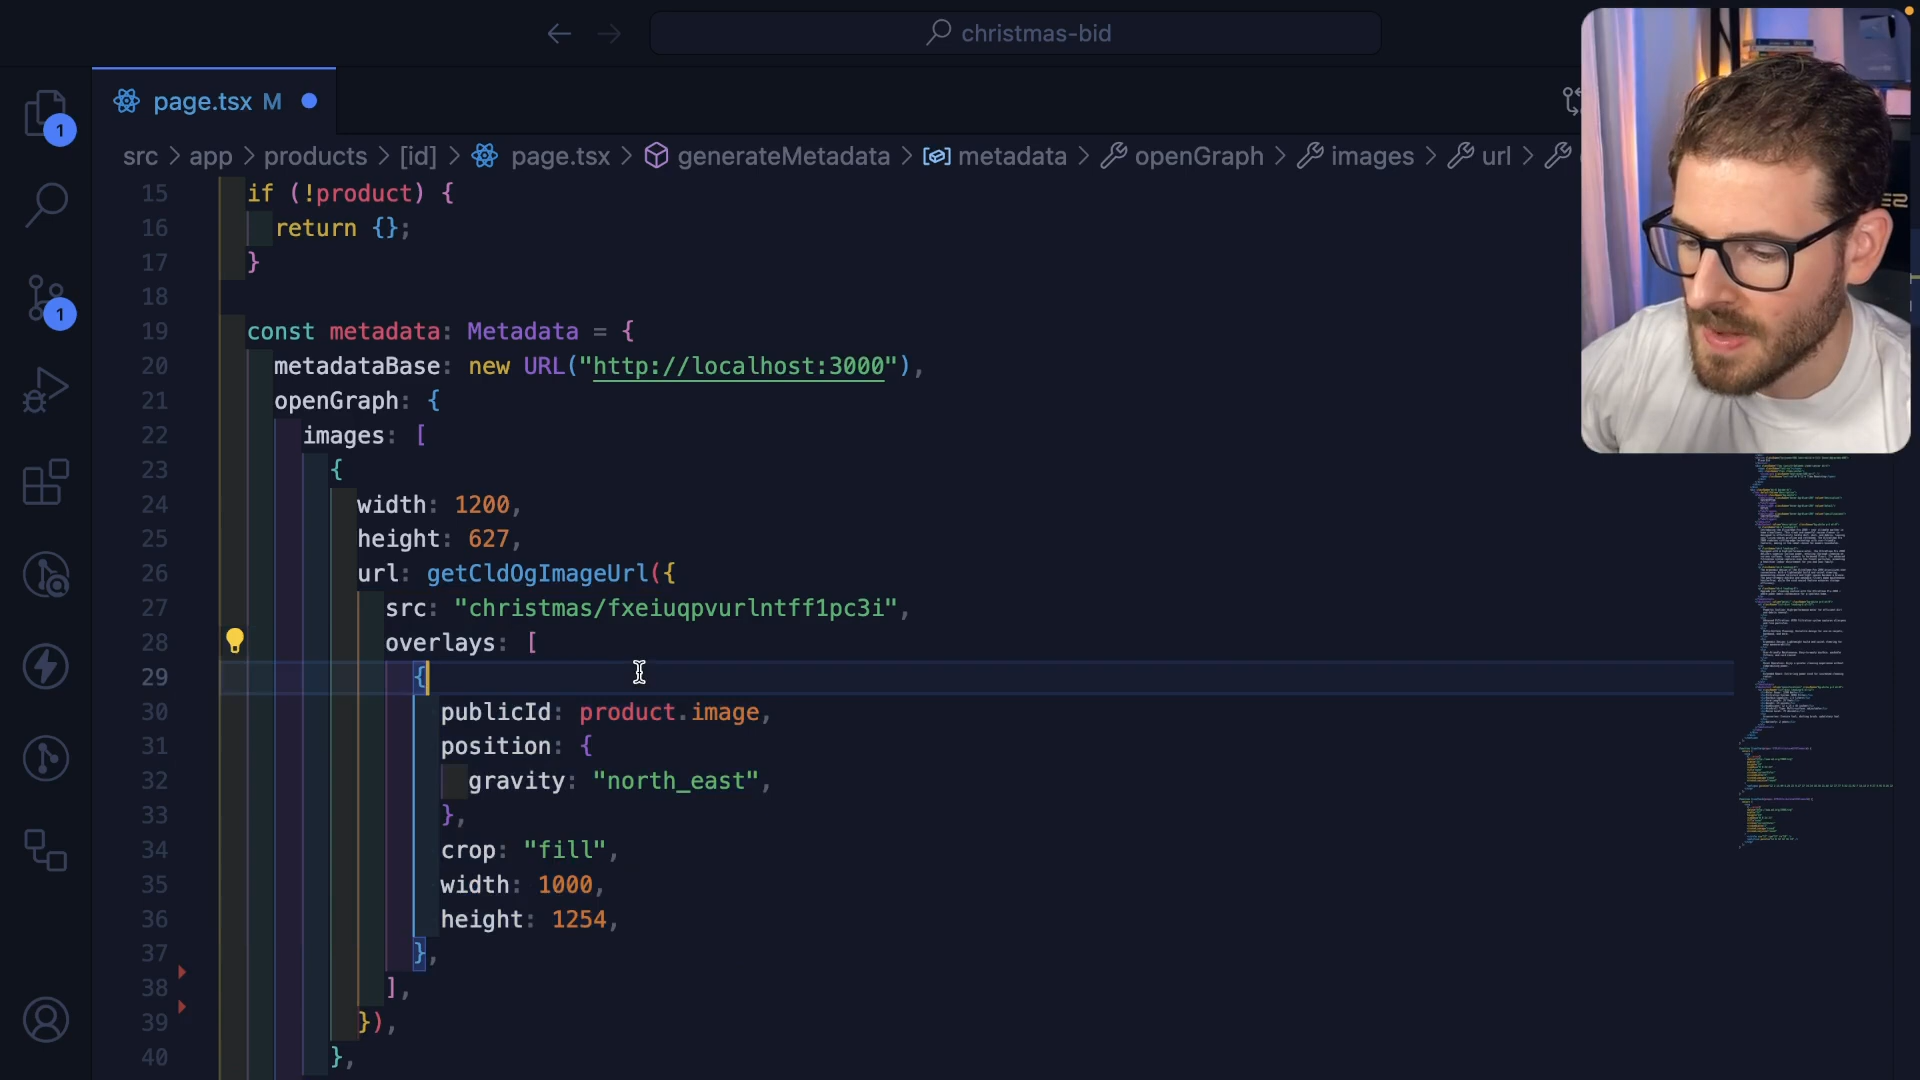 christmas-bid
page.tsx M
1
src > app > products > [id] > page.tsx > generateMetadata > metadata > openGraph > images > url >
15 if (!product) {
16 return {};
17 }
18
19 const metadata: Metadata = {
20 metadataBase: new URL("http://localhost:3000"),
21 openGraph: {
22 images: [
23 {
24 width: 1200,
25 height: 627,
26 url: getCldOgImageUrl({
27 src: "christmas/fxeiuqpvurlntff1pc3i",
28 overlays: [
29 {
30 publicId: product.image,
31 position: {
32 gravity: "north_east",
33 },
34 crop: "fill",
35 width: 1000,
36 height: 1254,
37 },
38 ],
39 }),
40 },
1